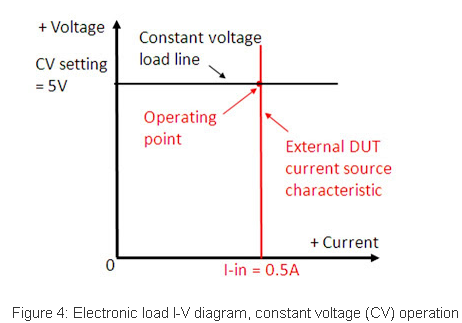 + Voltage
Constant voltage
load line
CV setting
= 5V
Operating
point
External DUT
current source
characteristic
+ Current
0
I-in = 0.5A
Figure 4: Electronic load I-V diagram, constant voltage (CV) operation